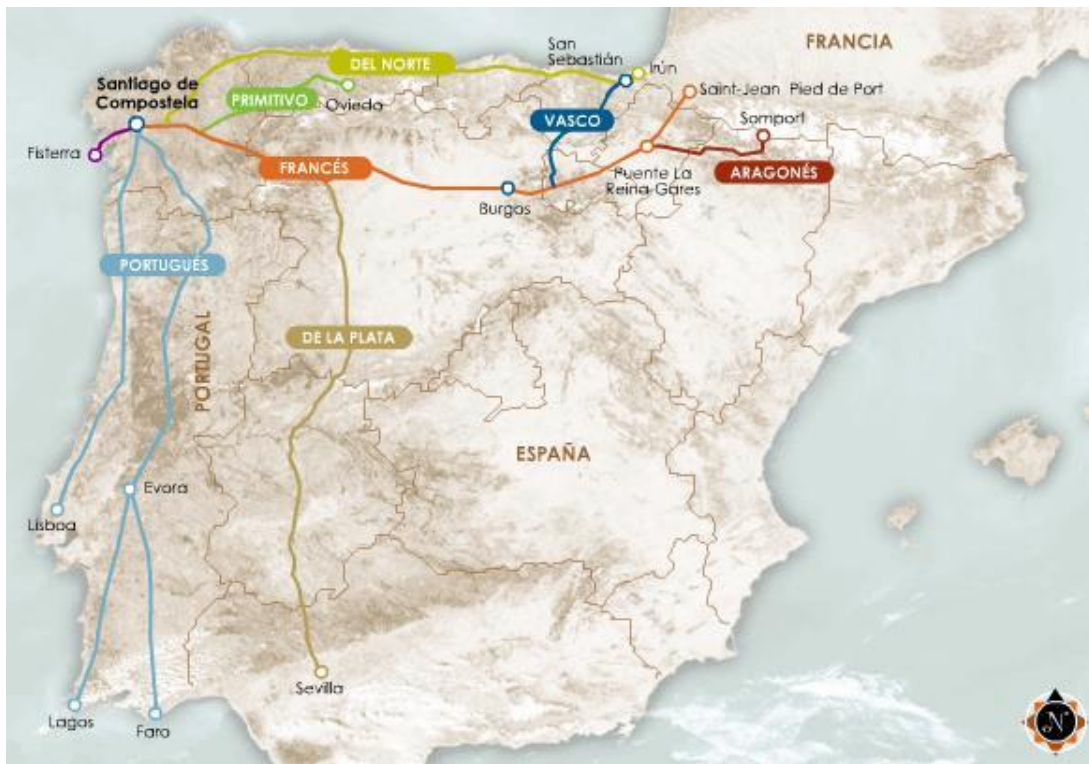 FRANCIA
San
Sebastián
Irún
DEL NORTE
Santiago de
Compostela
PRIMITIVO
Oviedo
Saint-Jean Pied de Port
VASCO
Somport
Fisterra
FRANCÉS
Puente La
Reina-Gares
ARAGONÉS
Burgos
PORTUGUÉS
PORTUGAL
DE LA PLATA
ESPAÑA
Evora
Lisboa
Sevilla
Lagos
Faro
N